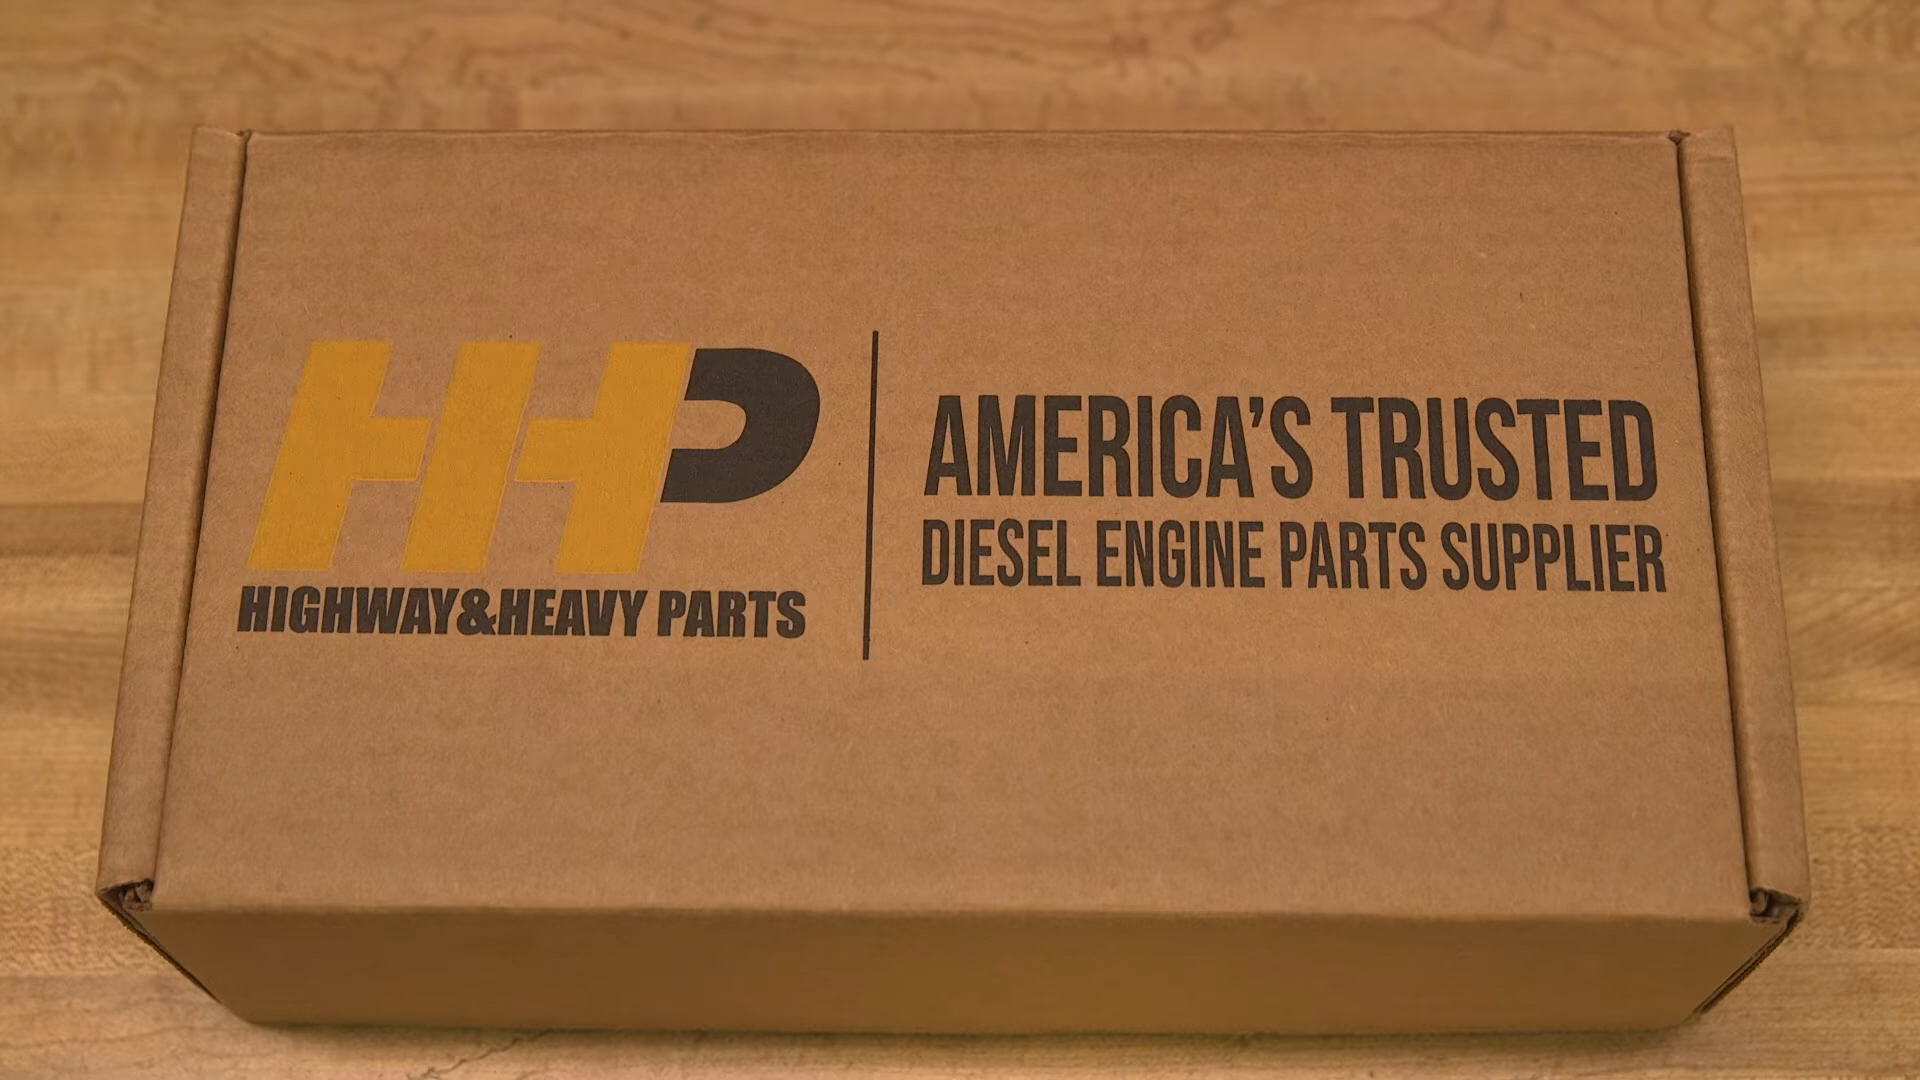 HHP
HIGHWAY&HEAVY PARTS
AMERICA'S TRUSTED
DIESEL ENGINE PARTS SUPPLIER